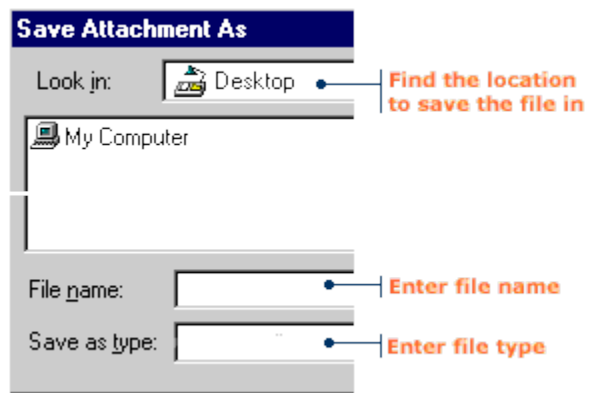 Save Attachment As
Look in: Desktop
Find the location
to save the file in
My Computer
File name:
Enter file name
Save as type:
Enter file type